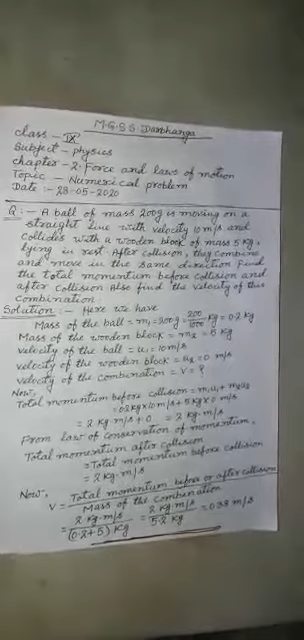 M.G.S.S Darbhanga
class - IX
Subject - physics
chapter - 2. Force and laws of motion
Topic - Numerical problem
Date :- 28-05-2020
Q:- A ball of mass 200g is moving on a
straight line with velocity 10 m/s and
collides with a wooden block of mass 5 kg,
lying in rest. After collision, they combine
and move in the same direction. Find
the total momentum before collision and
after collision also find the velocity of this
combination.
Solution:- Here we have
Mass of the ball = m₁ = 200g = 200/1000 kg = 0.2 kg
Mass of the wooden block = m₂ = 5 kg
velocity of the ball = u₁ = 10 m/s
velocity of the wooden block = u₂ = 0 m/s
velocity of the combination = V = ?
Now,
Total momentum before collision = m₁u₁ + m₂u₂
= 0.2 kg x 10 m/s + 5 kg x 0 m/s
= 2 kg·m/s + 0 = 2 kg·m/s
From law of conservation of momentum,
Total momentum after collision
= Total momentum before collision
= 2 kg·m/s
Now,
V = Total momentum before or after collision / Mass of the combination
= 2 kg·m/s / (0.2+5) kg = 2 kg·m/s / 5.2 kg = 0.38 m/s